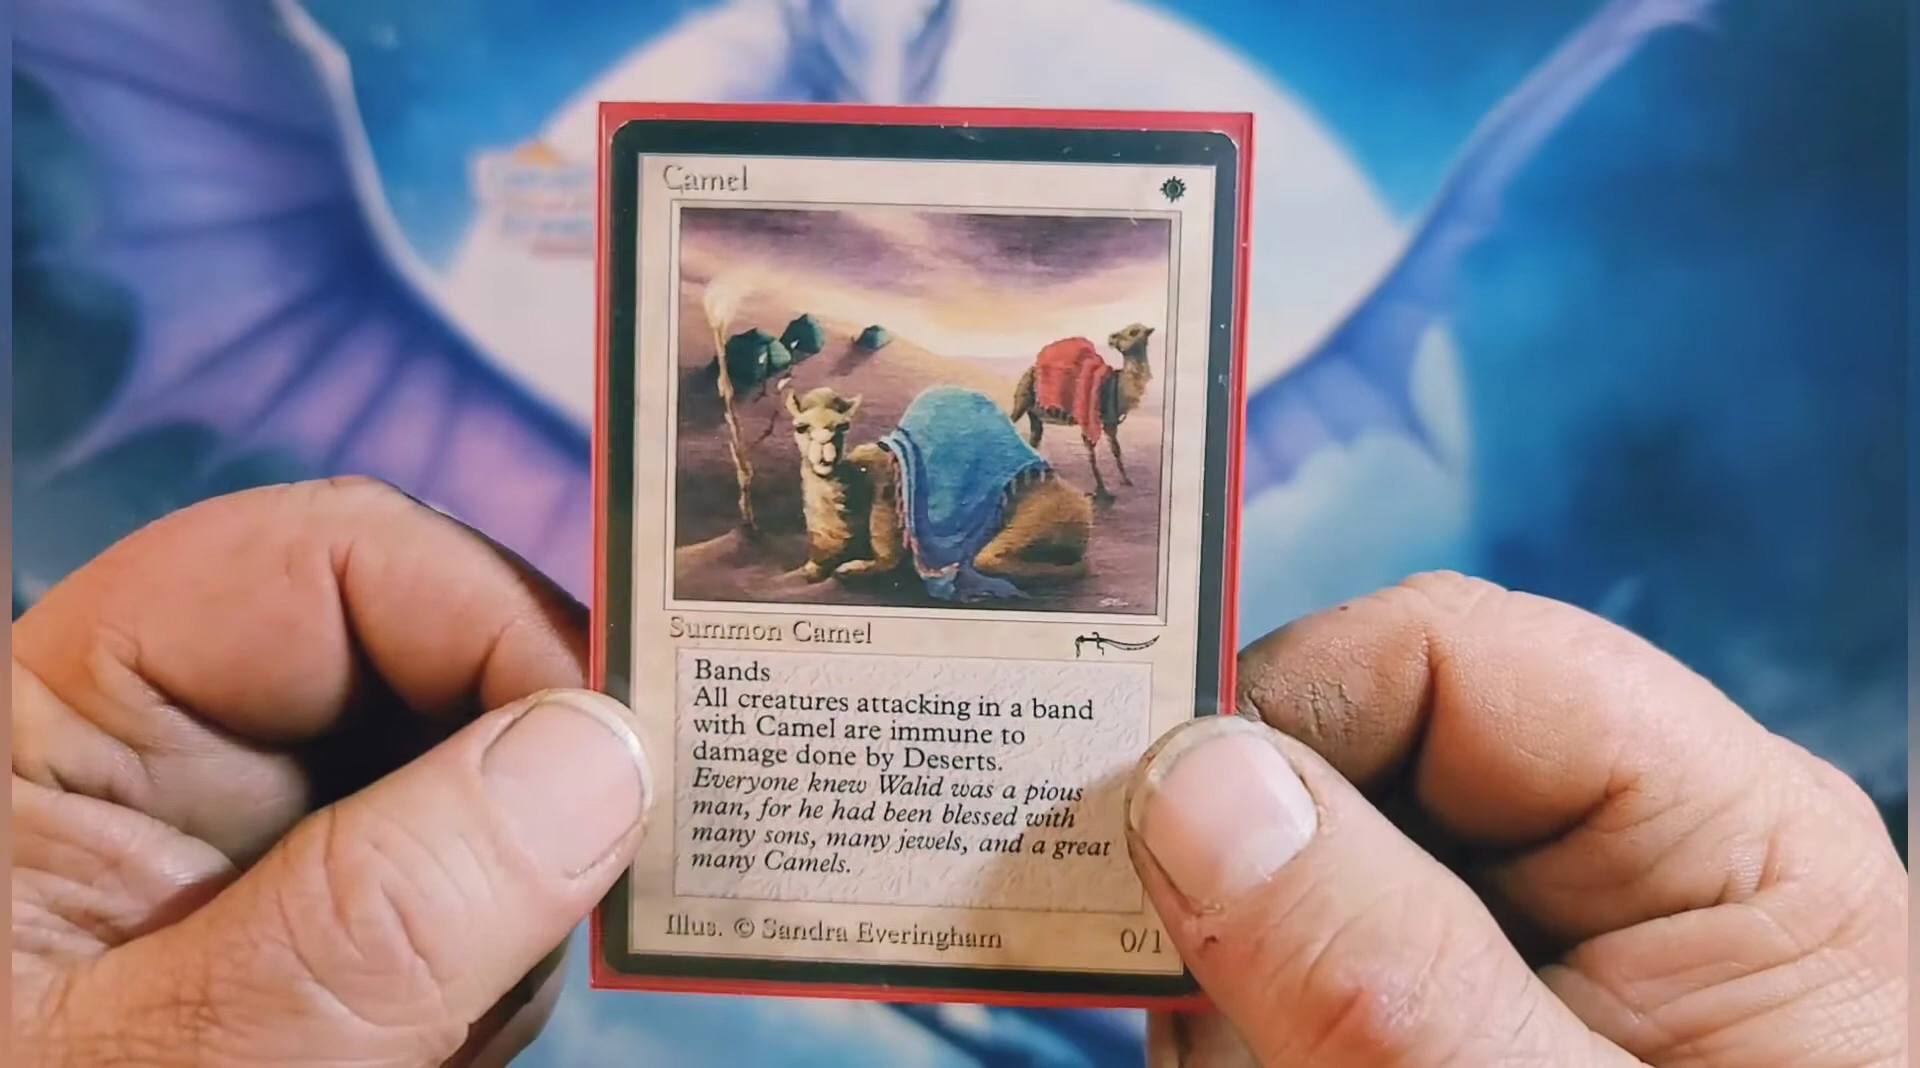 Camel
Summon Camel
Bands
All creatures attacking in a band
with Camel are immune to
damage done by Deserts.
Everyone knew Walid was a pious
man, for he had been blessed with
many sons, many jewels, and a great
many Camels.
Illus. © Sandra Everingham
0/1